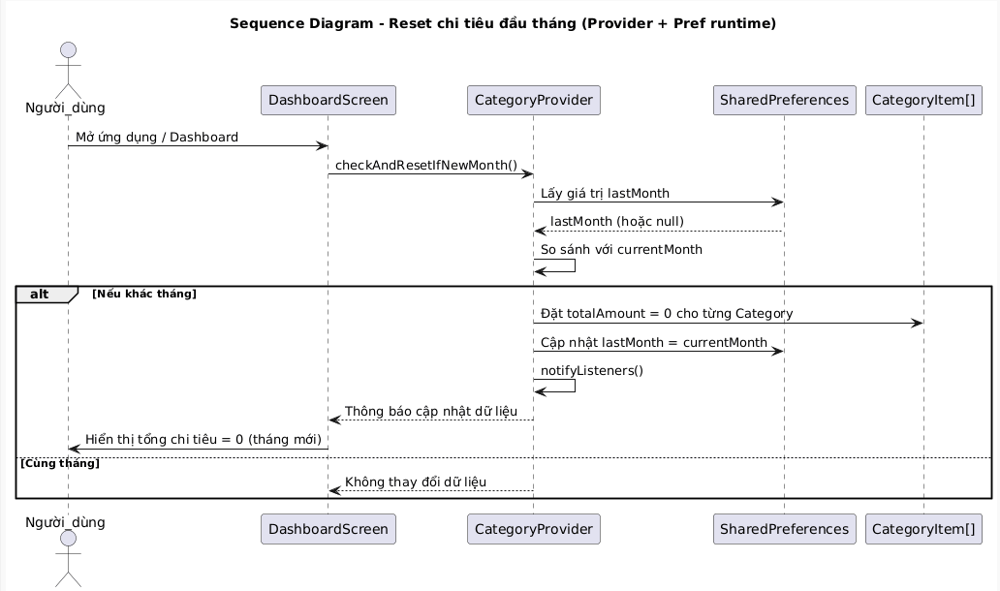 Sequence Diagram - Reset chi tiêu đầu tháng (Provider + Pref runtime)
Người_dùng
DashboardScreen
CategoryProvider
SharedPreferences
CategoryItem[]
Mở ứng dụng / Dashboard
checkAndResetIfNewMonth()
Lấy giá trị lastMonth
lastMonth (hoặc null)
So sánh với currentMonth
alt
[Nếu khác tháng]
Đặt totalAmount = 0 cho từng Category
Cập nhật lastMonth = currentMonth
notifyListeners()
Thông báo cập nhật dữ liệu
Hiển thị tổng chi tiêu = 0 (tháng mới)
[Cùng tháng]
Không thay đổi dữ liệu
Người_dùng
DashboardScreen
CategoryProvider
SharedPreferences
CategoryItem[]